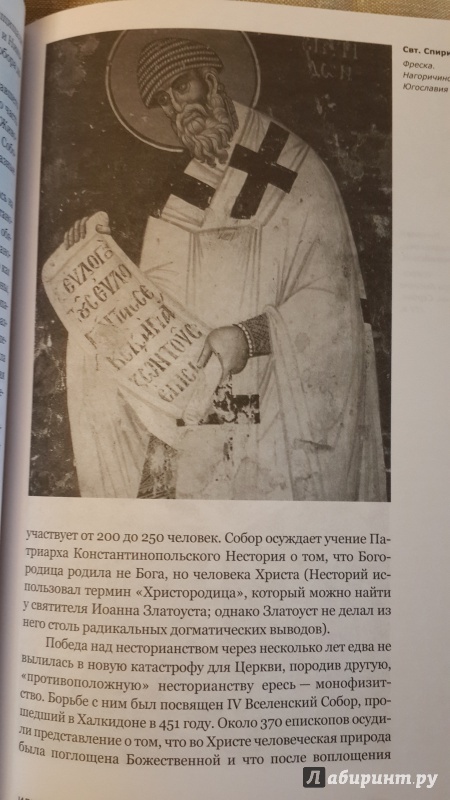 Свт. Спири
Фреска.
Нагоричино
Югославия
ЄѴЛОГ
участвует от 200 до 250 человек. Собор осуждает учение Па-
триарха Константинопольского Нестория о том, что Бого-
родица родила не Бога, но человека Христа (Несторий ис-
пользовал термин «Христородица», который можно найти
у святителя Иоанна Златоуста; однако Златоуст не делал из
него столь радикальных догматических выводов).
Победа над несторианством через несколько лет едва не
вылилась в новую катастрофу для Церкви, породив другую,
«противоположную» несторианству ересь — монофизит-
ство. Борьбе с ним был посвящен IV Вселенский Собор, про-
шедший в Халкидоне в 451 году. Около 370 епископов осуди-
ли представление о том, что во Христе человеческая природа
была поглощена Божественной и что после воплощения
Лабиринт.ру